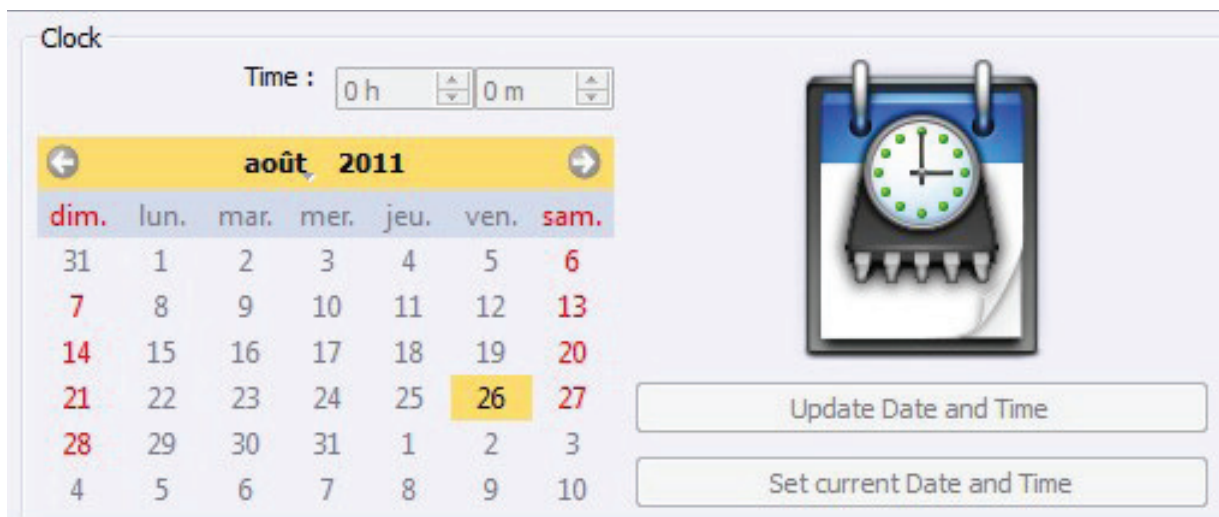 Clock
Time : 0 h 0 m
août 2011
dim. lun. mar. mer. jeu. ven. sam.
31 1 2 3 4 5 6
7 8 9 10 11 12 13
14 15 16 17 18 19 20
21 22 23 24 25 26 27
28 29 30 31 1 2 3
4 5 6 7 8 9 10
Update Date and Time
Set current Date and Time